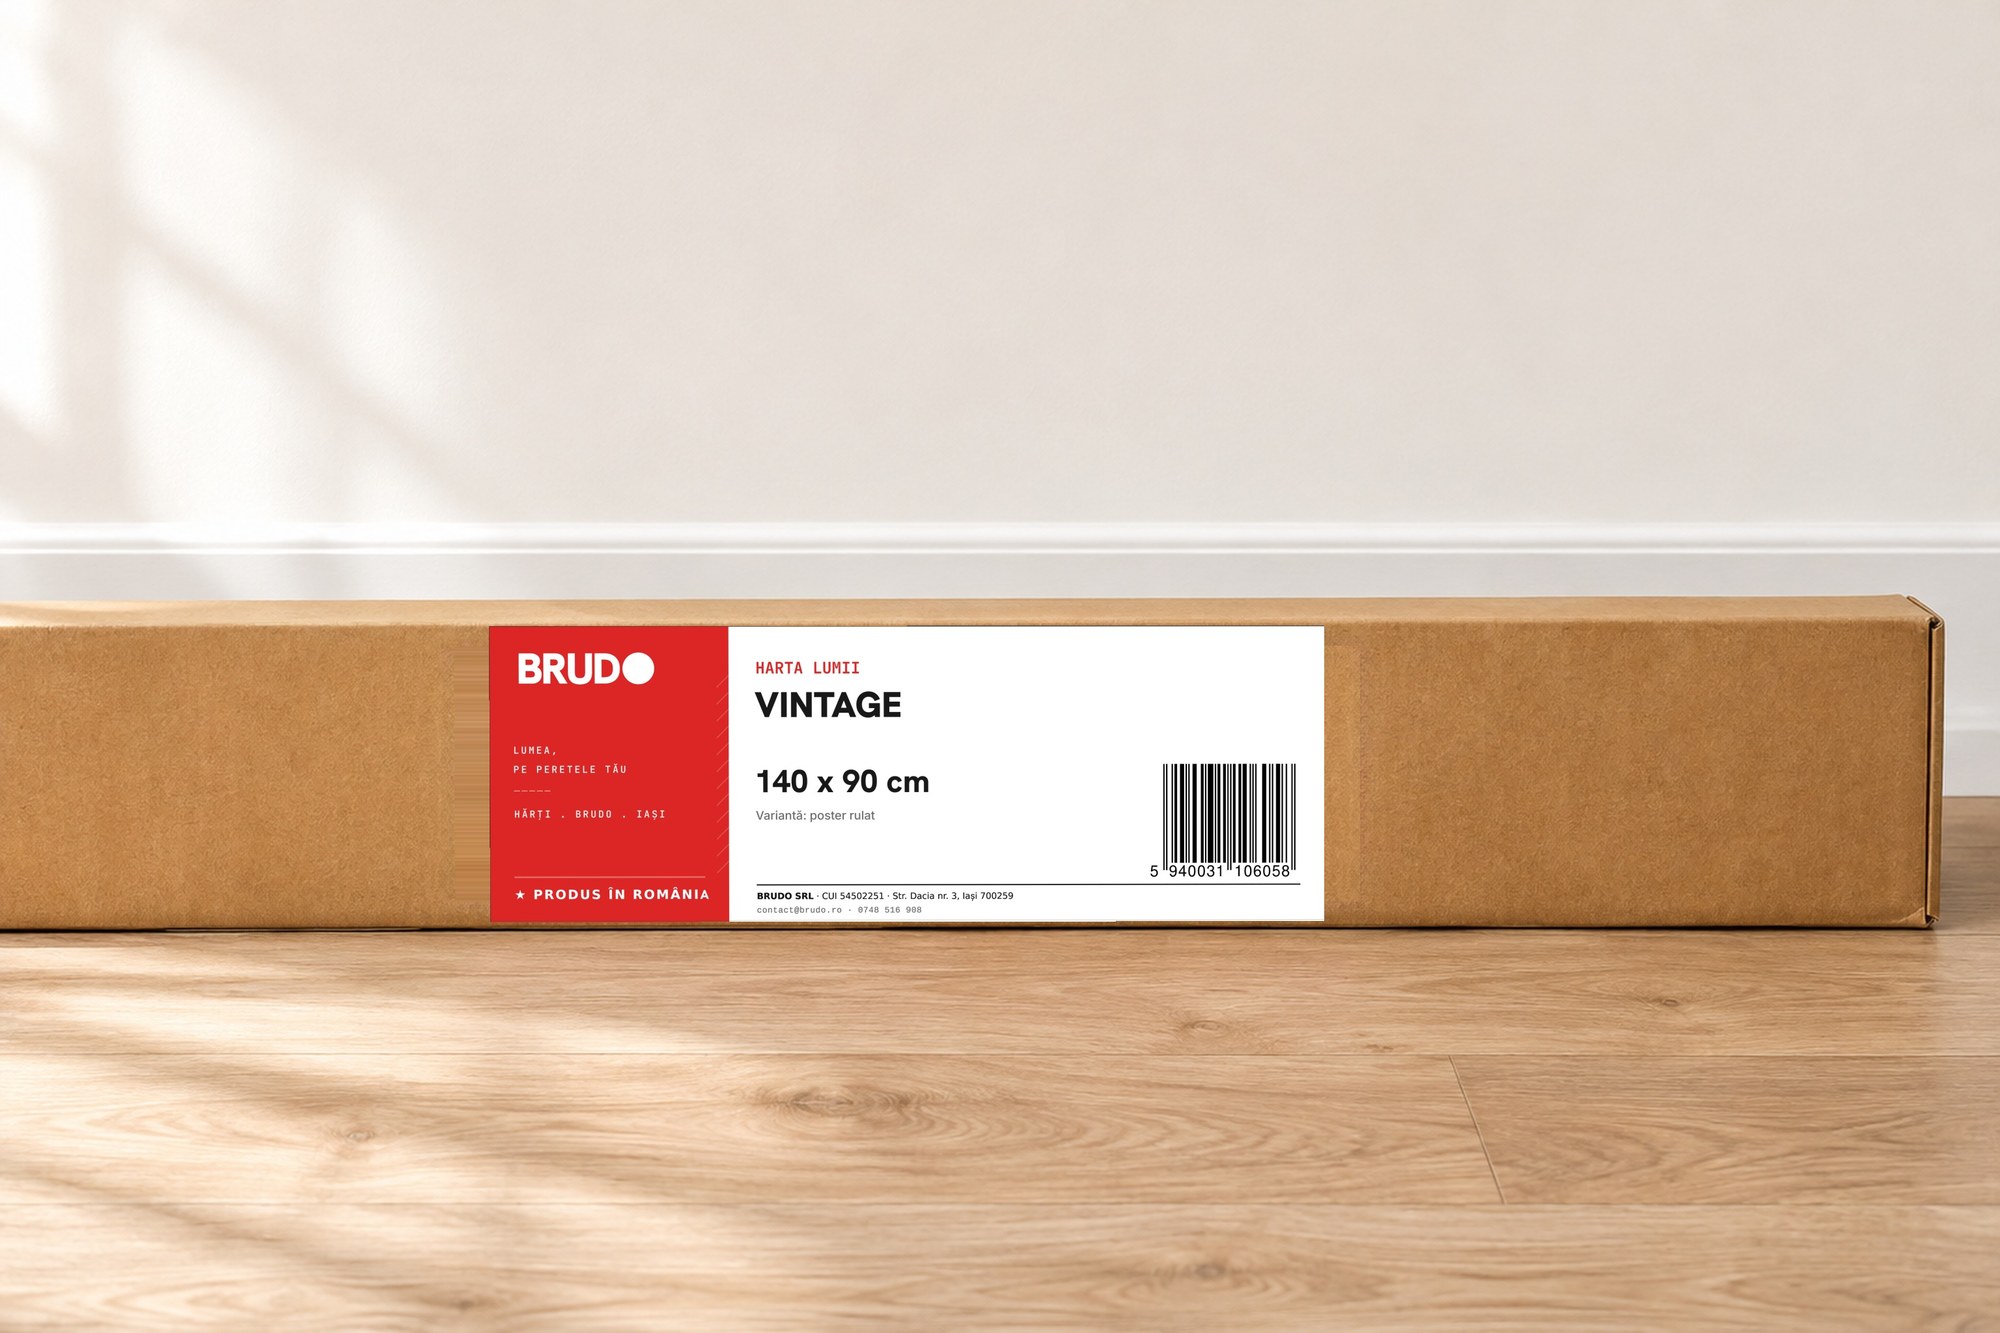 BRUDO
LUMEA,
PE PERETELE TĂU
HĂRȚI . BRUDO . IAȘI
★ PRODUS ÎN ROMÂNIA
HARTA LUMII
VINTAGE
140 x 90 cm
Variantă: poster rulat
5 940031 106058
BRUDO SRL · CUI 54502251 · Str. Dacia nr. 3, Iași 700259
contact@brudo.ro · 0748 516 908